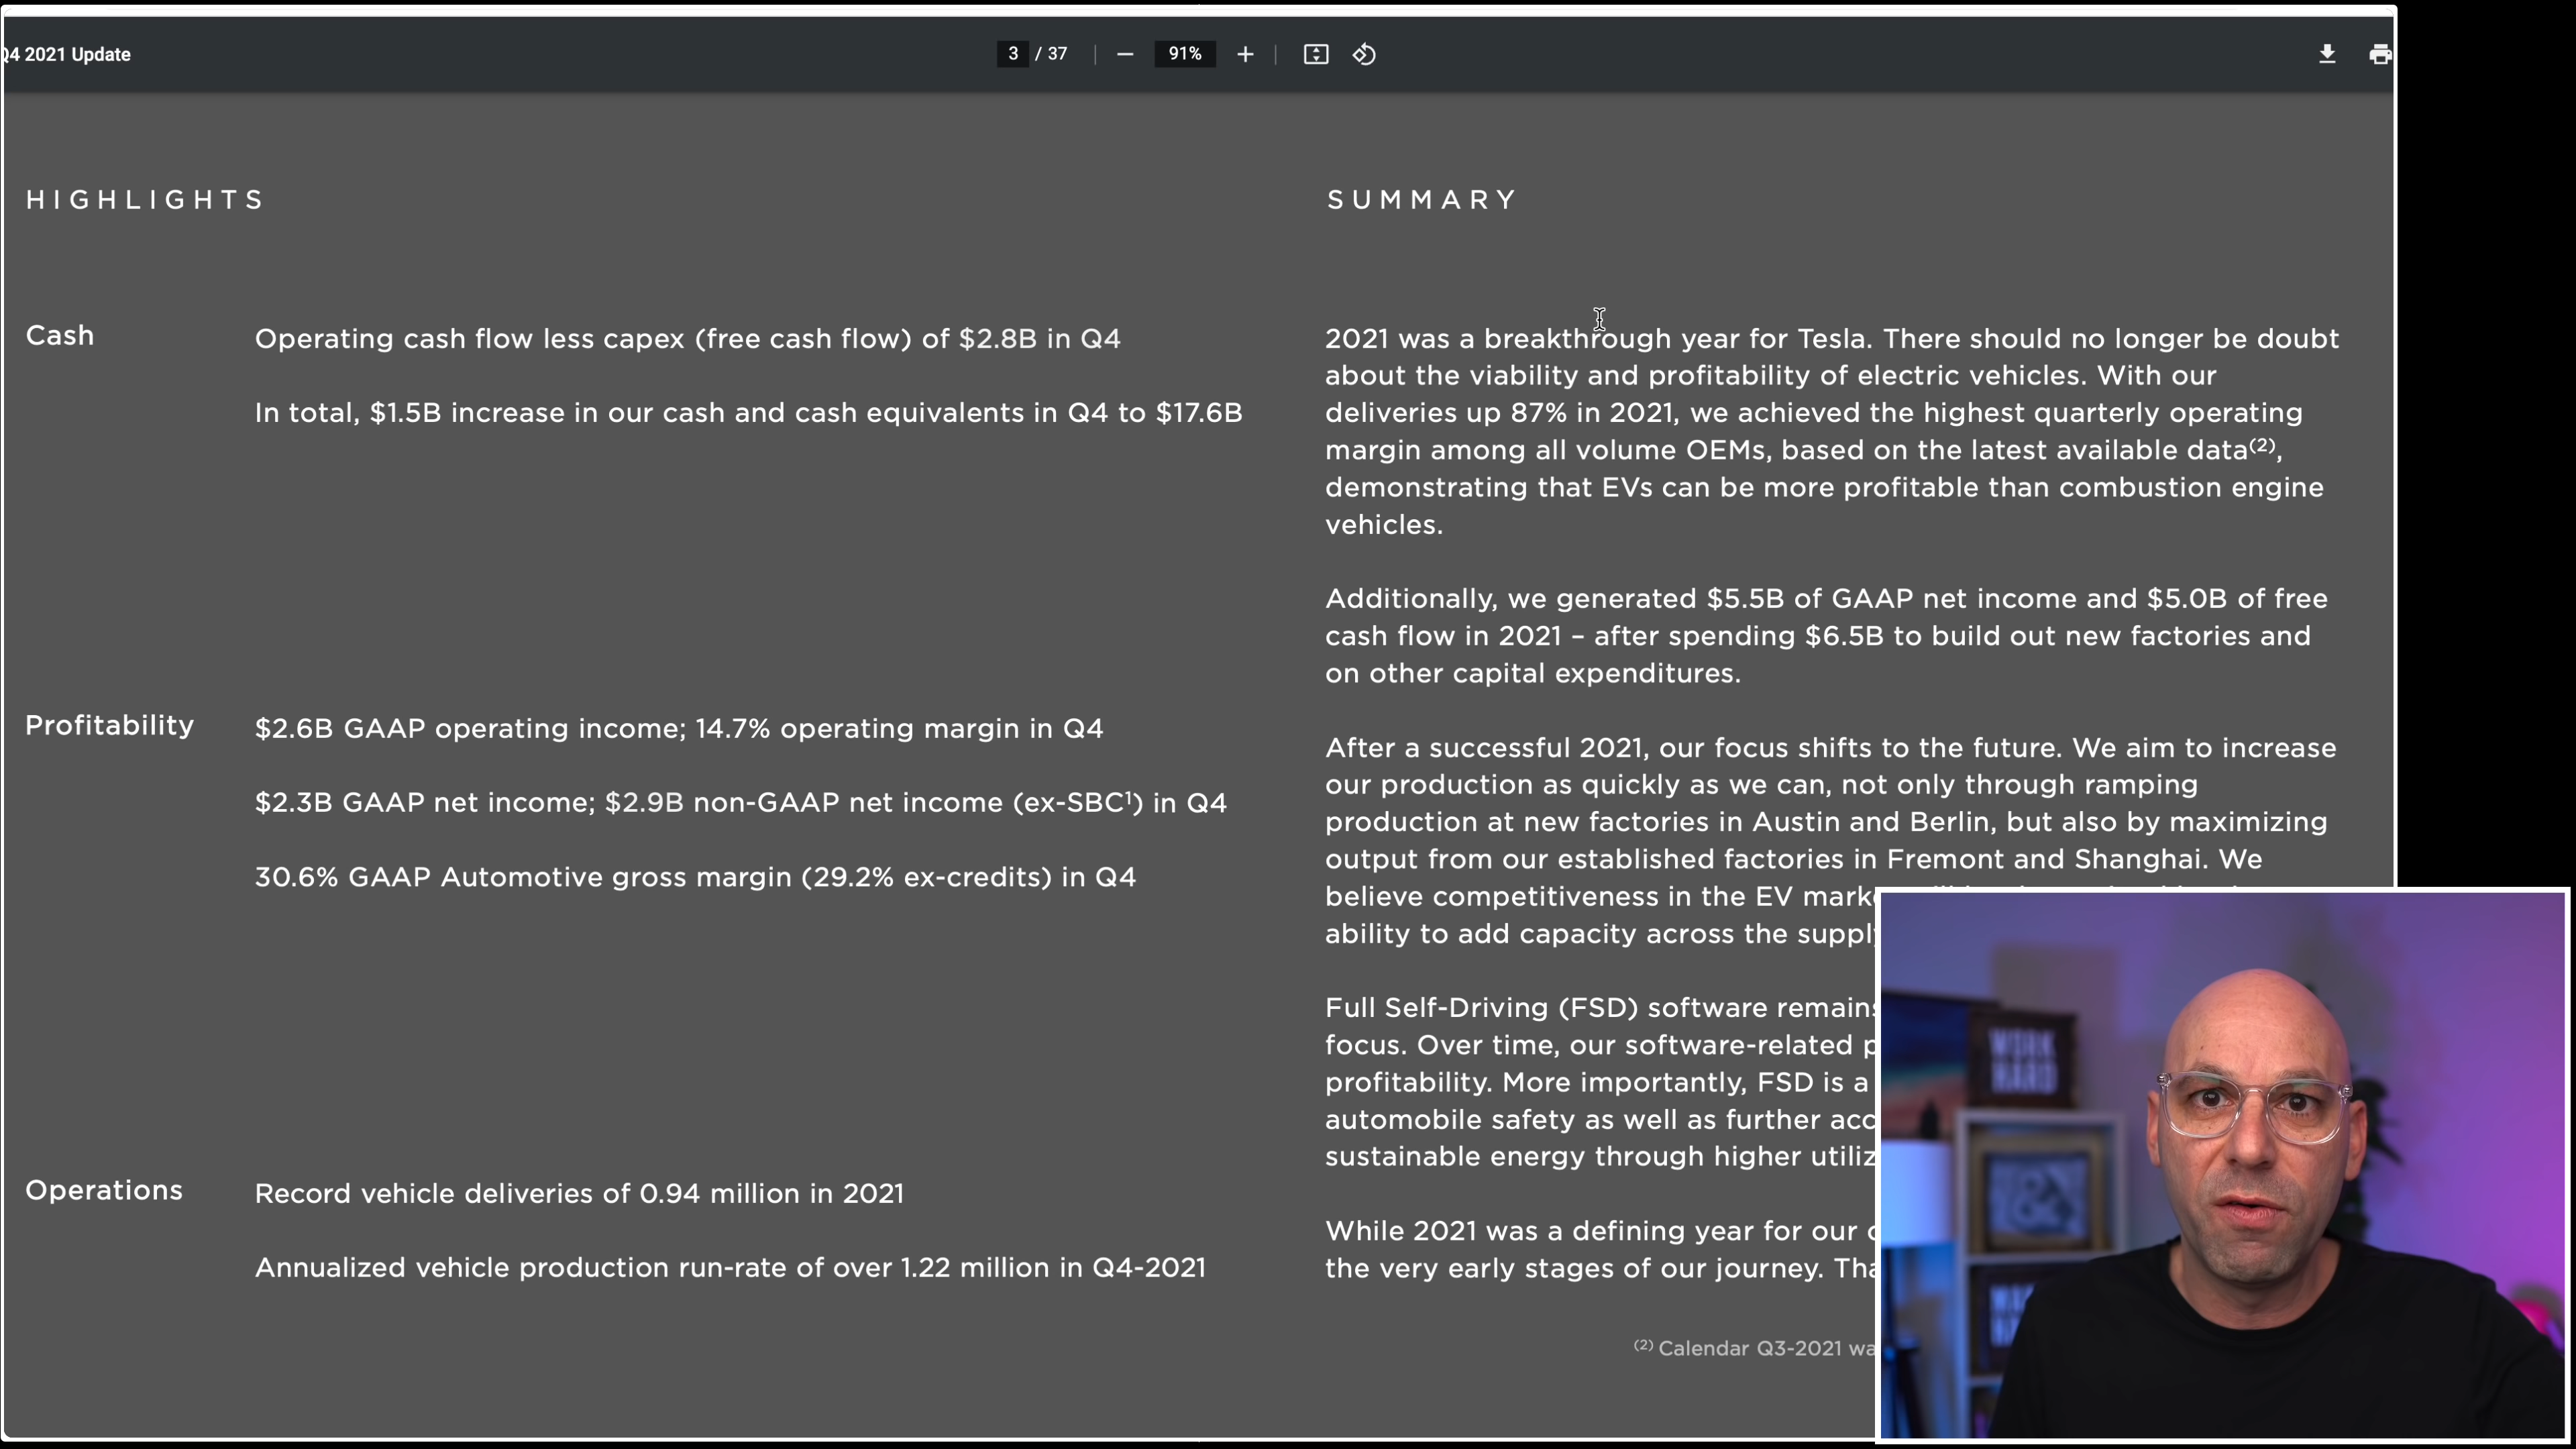 Q4 2021 Update
3 / 37
91%
HIGHLIGHTS
Cash
Operating cash flow less capex (free cash flow) of $2.8B in Q4
In total, $1.5B increase in our cash and cash equivalents in Q4 to $17.6B
Profitability
$2.6B GAAP operating income; 14.7% operating margin in Q4
$2.3B GAAP net income; $2.9B non-GAAP net income (ex-SBC¹) in Q4
30.6% GAAP Automotive gross margin (29.2% ex-credits) in Q4
Operations
Record vehicle deliveries of 0.94 million in 2021
Annualized vehicle production run-rate of over 1.22 million in Q4-2021
SUMMARY
2021 was a breakthrough year for Tesla. There should no longer be doubt
about the viability and profitability of electric vehicles. With our
deliveries up 87% in 2021, we achieved the highest quarterly operating
margin among all volume OEMs, based on the latest available data⁽²⁾,
demonstrating that EVs can be more profitable than combustion engine
vehicles.
Additionally, we generated $5.5B of GAAP net income and $5.0B of free
cash flow in 2021 – after spending $6.5B to build out new factories and
on other capital expenditures.
After a successful 2021, our focus shifts to the future. We aim to increase
our production as quickly as we can, not only through ramping
production at new factories in Austin and Berlin, but also by maximizing
output from our established factories in Fremont and Shanghai. We
believe competitiveness in the EV
ability to add capacity across the
Full Self-Driving (FSD) software
focus. Over time, our software-related
profitability. More importantly, FSD is a
automobile safety as well as further
sustainable energy through higher
While 2021 was a defining year for our
the very early stages of our journey.
⁽²⁾ Calendar Q3-2021
WORK
HARD